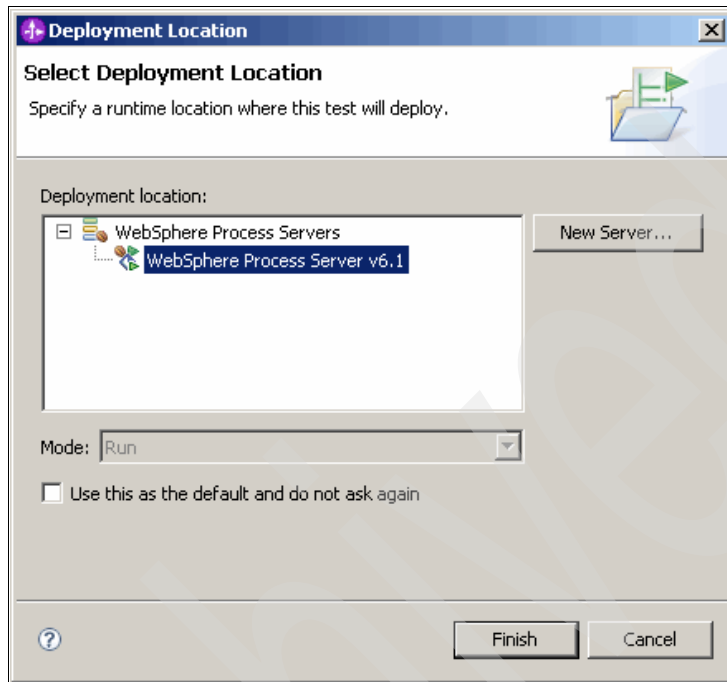 Deployment Location
Select Deployment Location
Specify a runtime location where this test will deploy.
Deployment location:
WebSphere Process Servers
New Server...
WebSphere Process Server v6.1
Mode: Run
Use this as the default and do not ask again
Finish Cancel